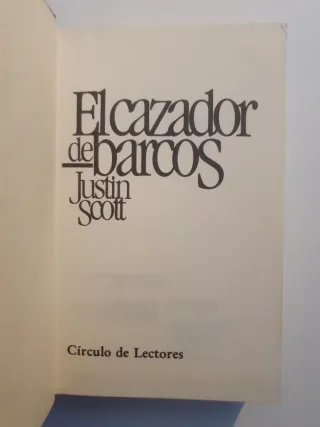 El cazador
de barcos
Justin
Scott
Círculo de Lectores